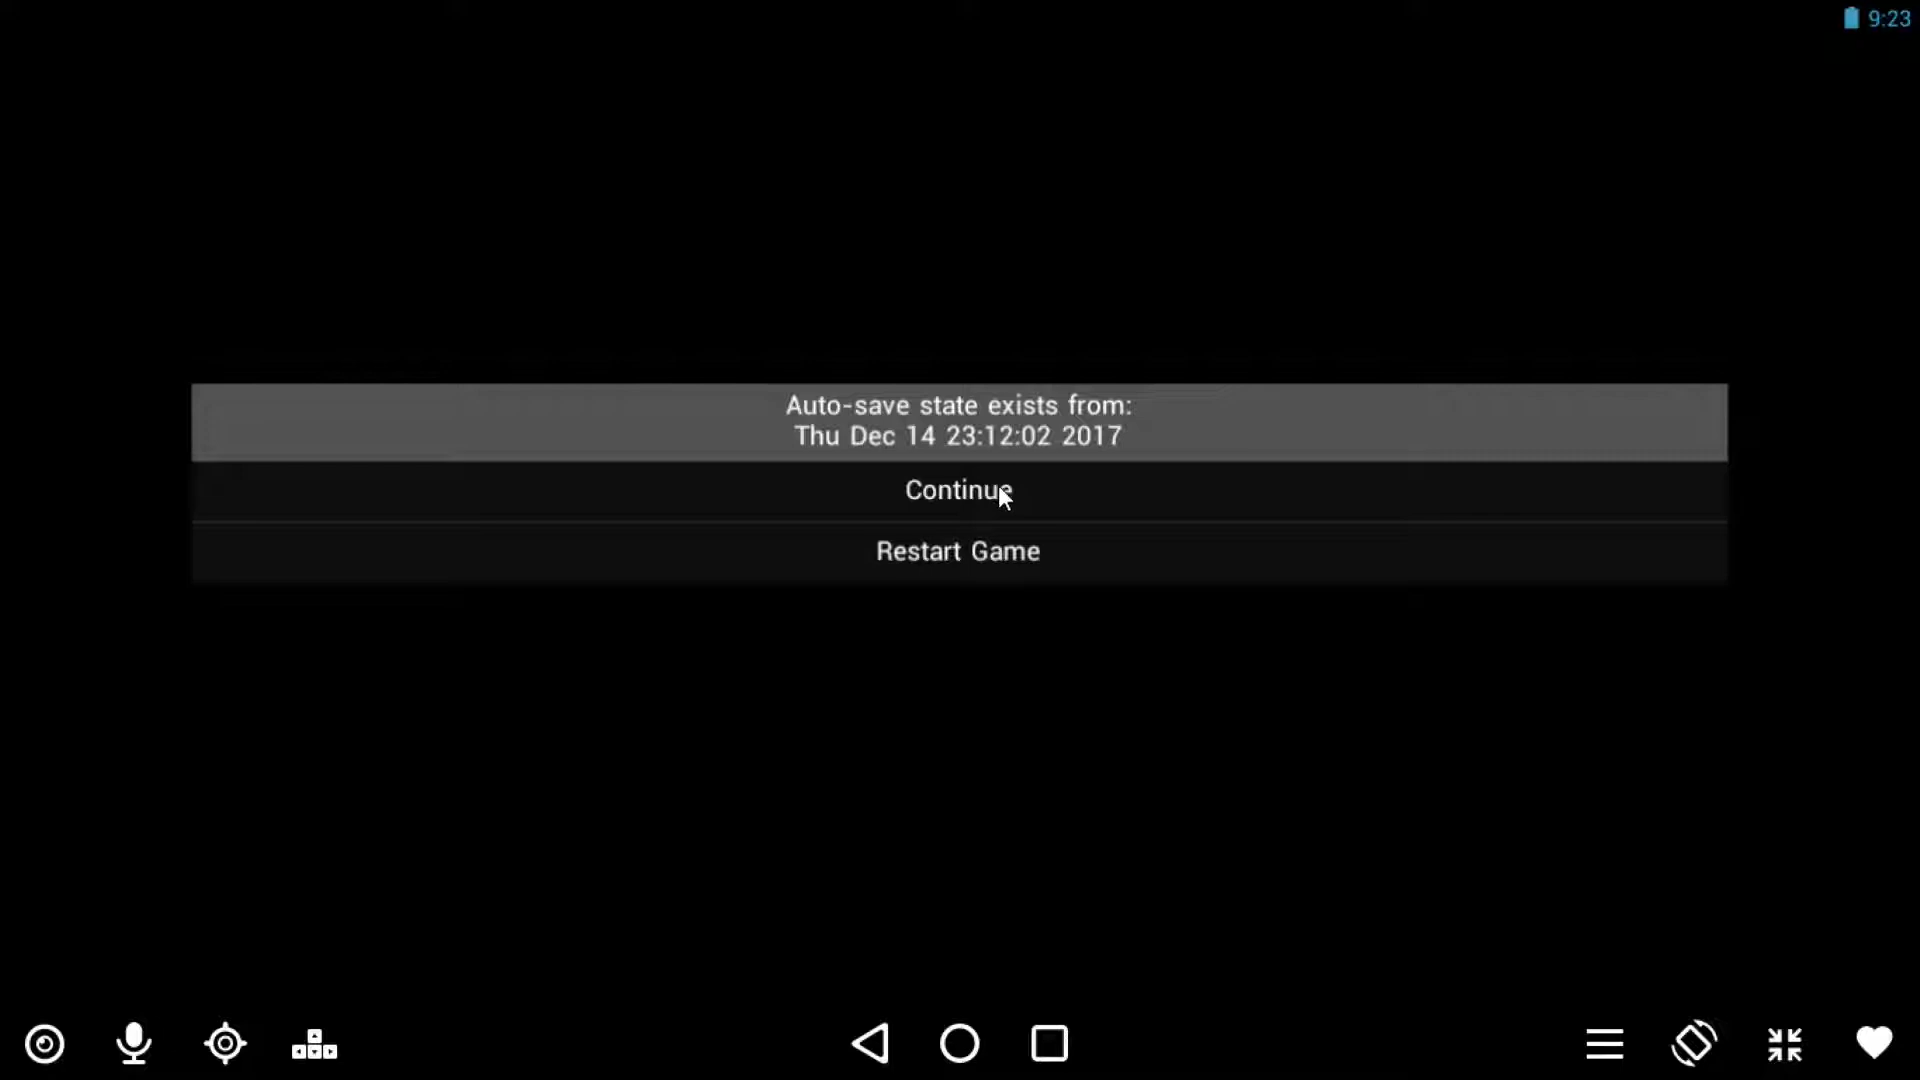 9:23
Auto-save state exists from:
Thu Dec 14 23:12:02 2017
Continue
Restart Game